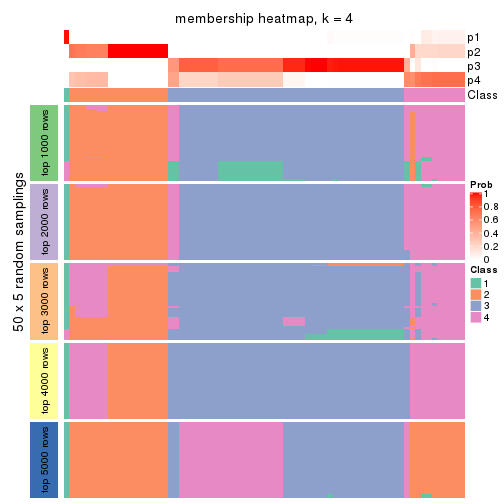 membership heatmap, k = 4
p1
p2
p3
p4
Class
50 x 5 random samplings
top 1000 rows
top 2000 rows
top 3000 rows
top 4000 rows
top 5000 rows
Prob
1
0.8
0.6
0.4
0.2
0
Class
1
2
3
4